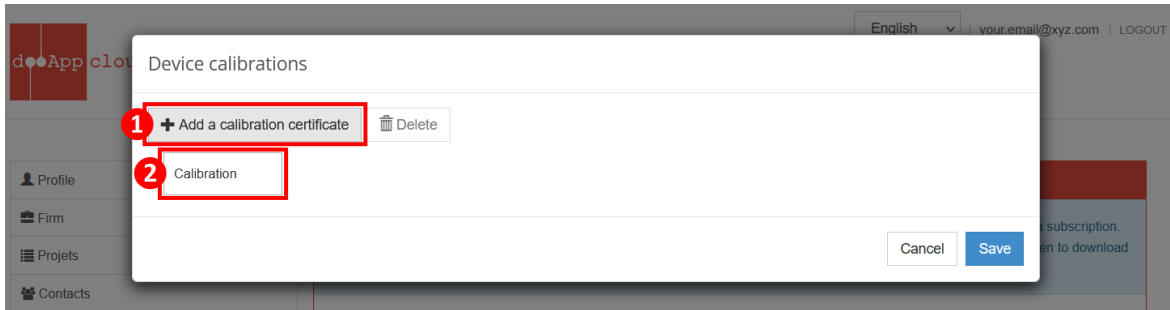 English
your.email@xyz.com | LOGOUT
dooApp clou
Device calibrations
1 Add a calibration certificate Delete
2 Calibration
Profile
Firm
subscription.
Projets
Cancel Save
en to download
Contacts